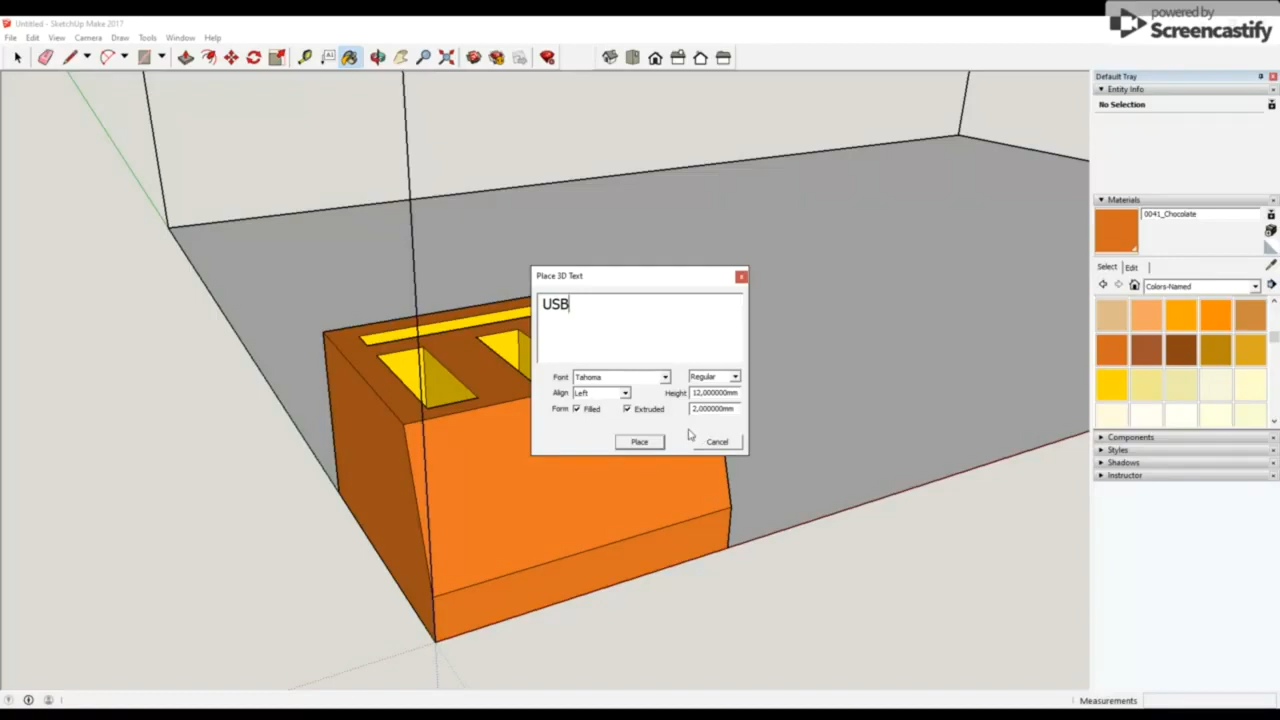 powered by
Screencastify
Untitled - SketchUp Make 2017
File Edit View Camera Draw Tools Window Help
Default Tray
Entity Info
No Selection
Materials
0041_Chocolate
Select Edit
Colors-Named
Place 3D Text
USB
Font Tahoma Regular
Align Left Height 12,000000mm
Form Filled Extruded 2,000000mm
Place Cancel
Components
Styles
Shadows
Instructor
Measurements